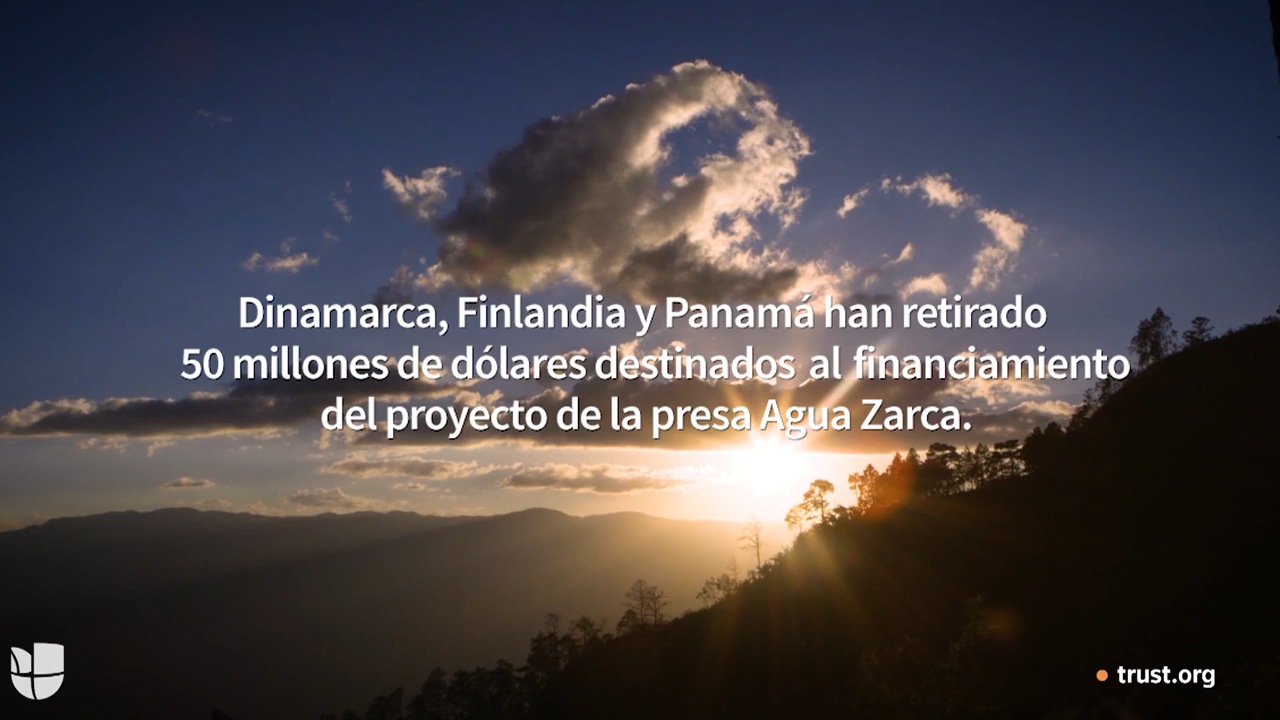 Dinamarca, Finlandia y Panamá han retirado
50 millones de dólares destinados al financiamiento
del proyecto de la presa Agua Zarca.
trust.org